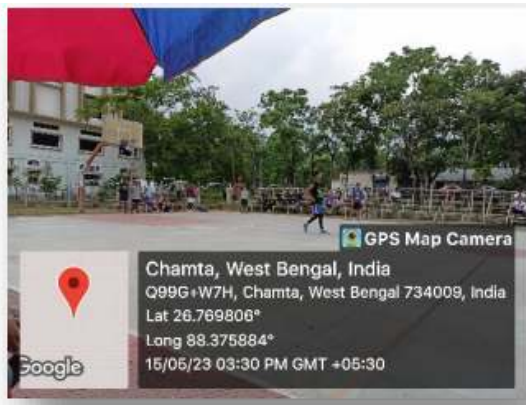 GPS Map Camera
Chamta, West Bengal, India
Q99G+W7H, Chamta, West Bengal 734009, India
Lat 26.769806°
Long 88.375884°
15/05/23 03:30 PM GMT +05:30
Google